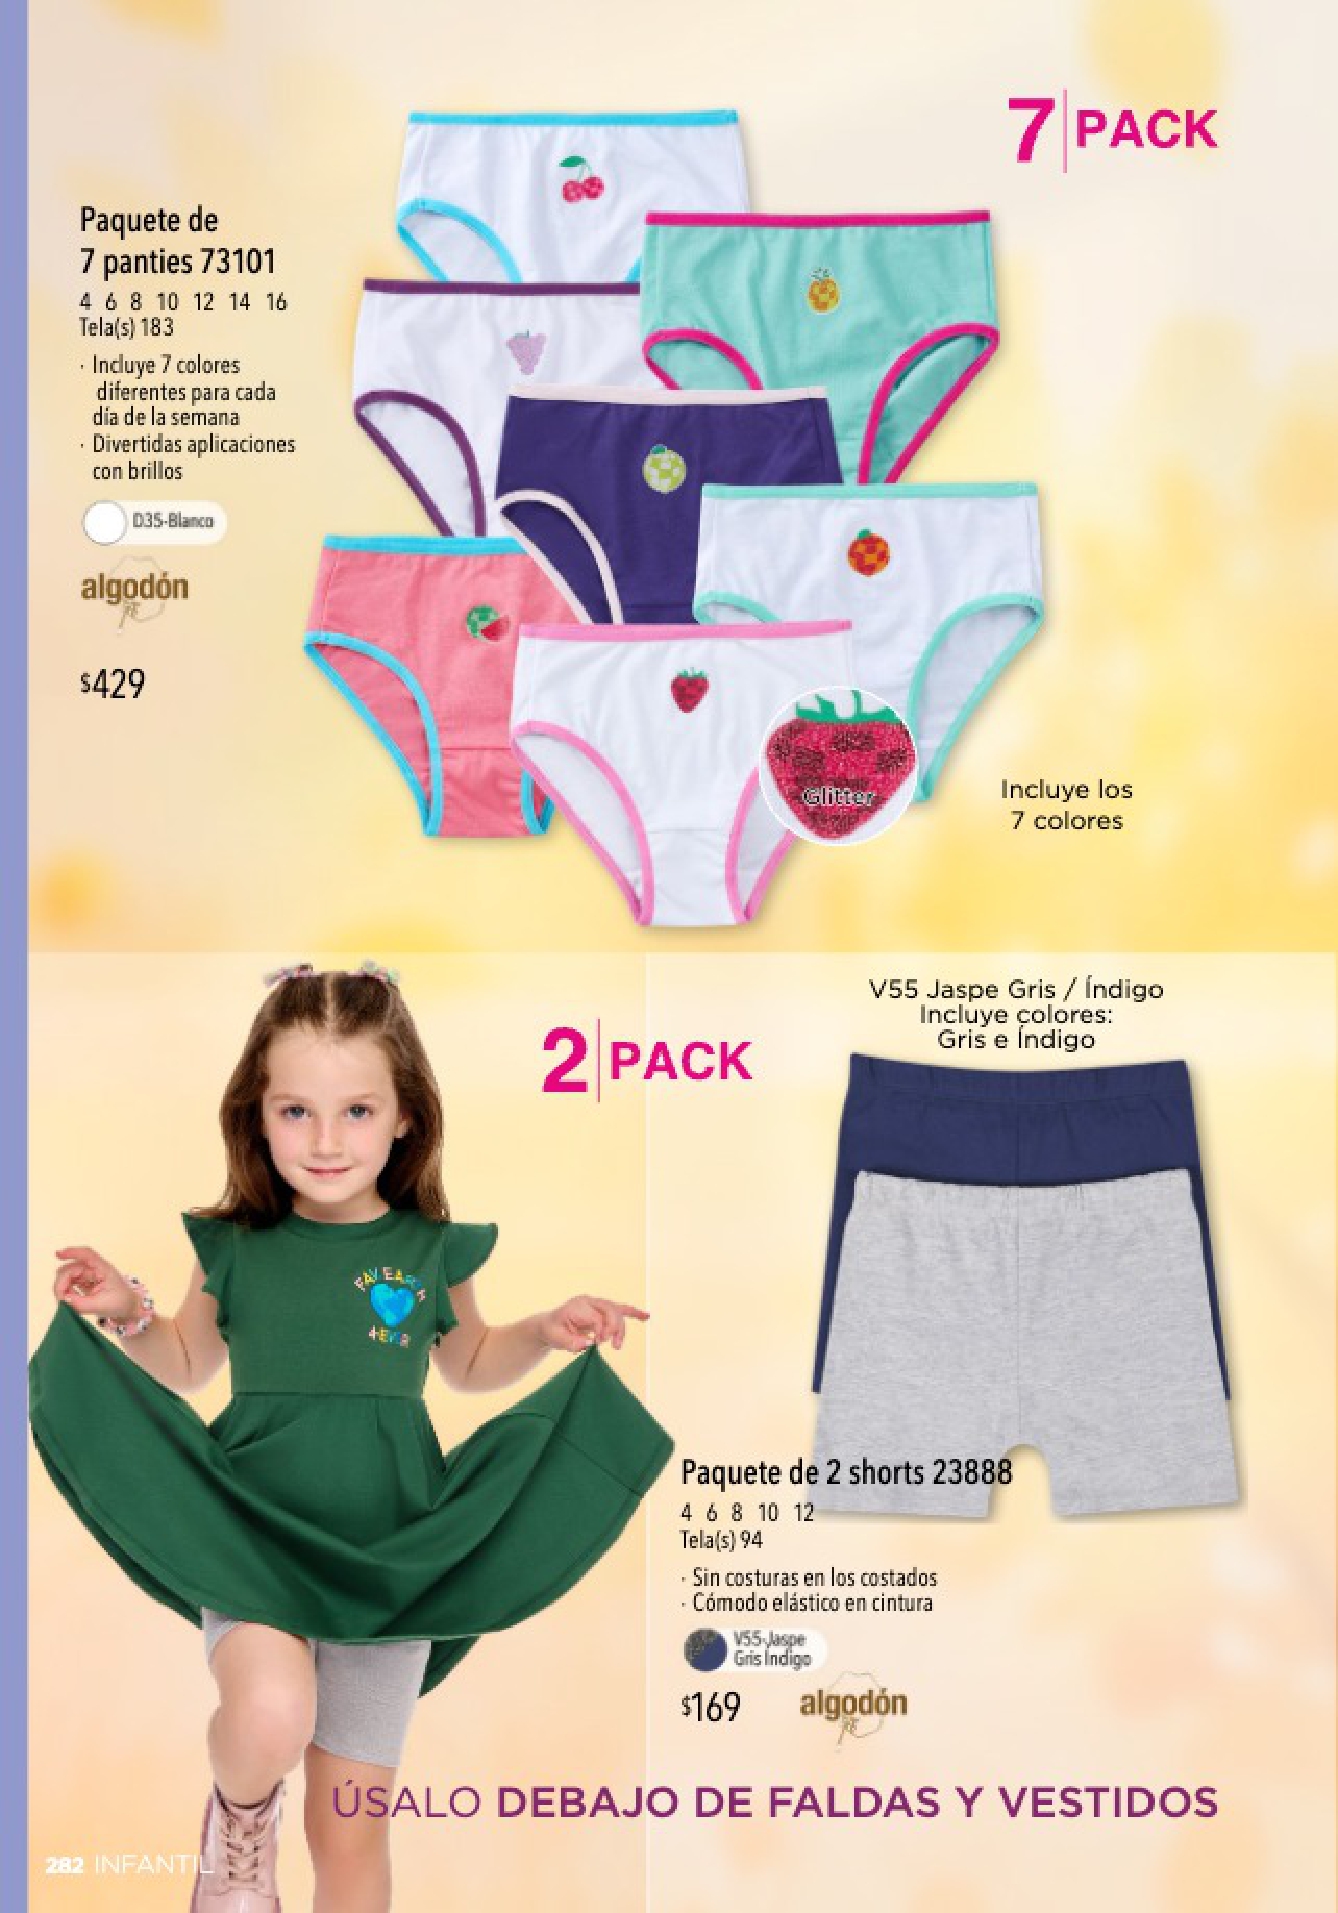 7 PACK
Paquete de
7 panties 73101
4 6 8 10 12 14 16
Tela(s) 183
· Incluye 7 colores
diferentes para cada
día de la semana
· Divertidas aplicaciones
con brillos
D35-Blanco
algodón
$429
Glitter
Incluye los
7 colores
V55 Jaspe Gris / Índigo
Incluye colores:
Gris e Índigo
2 PACK
FAV EARTH
4-EVER
Paquete de 2 shorts 23888
4 6 8 10 12
Tela(s) 94
· Sin costuras en los costados
· Cómodo elástico en cintura
V55-Jaspe
Gris Indigo
$169
algodón
ÚSALO DEBAJO DE FALDAS Y VESTIDOS
282 INFANTIL